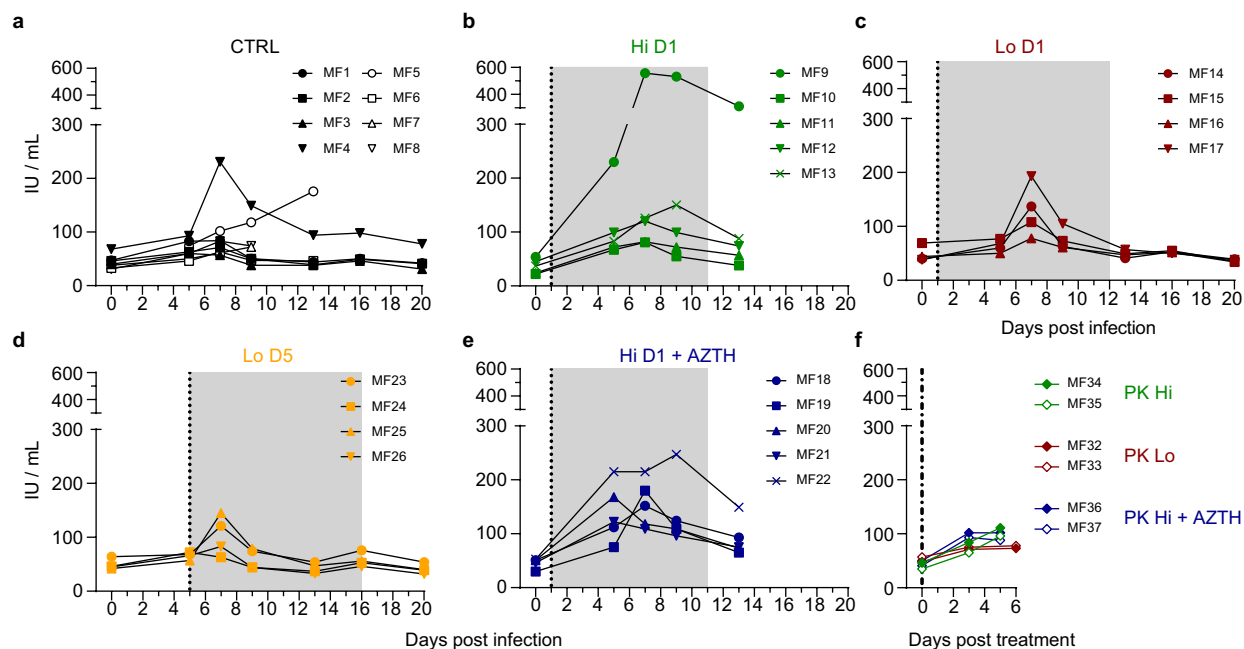 a
CTRL
600
400
300
200
100
0
IU / mL
MF1
MF2
MF3
MF4
MF5
MF6
MF7
MF8
0 2 4 6 8 10 12 14 16 18 20
b
Hi D1
600
400
300
200
100
0
MF9
MF10
MF11
MF12
MF13
0 2 4 6 8 10 12 14 16 18 20
c
Lo D1
600
400
300
200
100
0
MF14
MF15
MF16
MF17
0 2 4 6 8 10 12 14 16 18 20
Days post infection
d
Lo D5
600
400
300
200
100
0
IU / mL
MF23
MF24
MF25
MF26
0 2 4 6 8 10 12 14 16 18 20
e
Hi D1 + AZTH
600
400
300
200
100
0
MF18
MF19
MF20
MF21
MF22
0 2 4 6 8 10 12 14 16 18 20
Days post infection
f
600
400
300
200
100
0
MF34
MF35
PK Hi
MF32
MF33
PK Lo
MF36
MF37
PK Hi + AZTH
0 2 4 6
Days post treatment